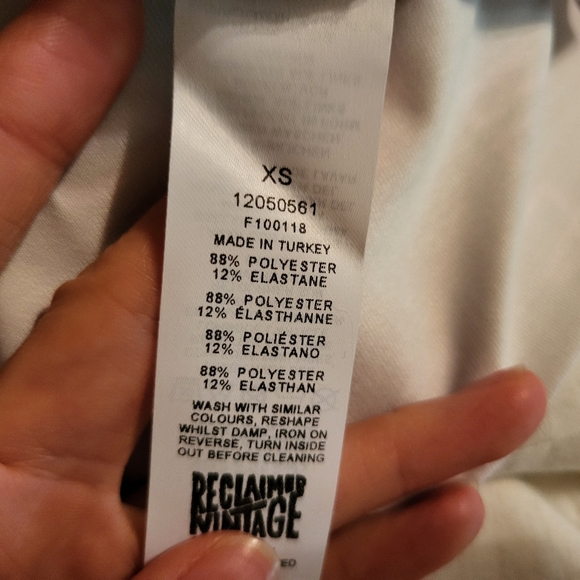 XS
12050561
F100118
MADE IN TURKEY
88% POLYESTER
12% ELASTANE
88% POLYESTER
12% ÉLASTHANNE
88% POLIÉSTER
12% ELASTANO
88% POLYESTER
12% ELASTHAN
WASH WITH SIMILAR
COLOURS, RESHAPE
WHILST DAMP, IRON ON
REVERSE, TURN INSIDE
OUT BEFORE CLEANING
RECLAIMED
VINTAGE